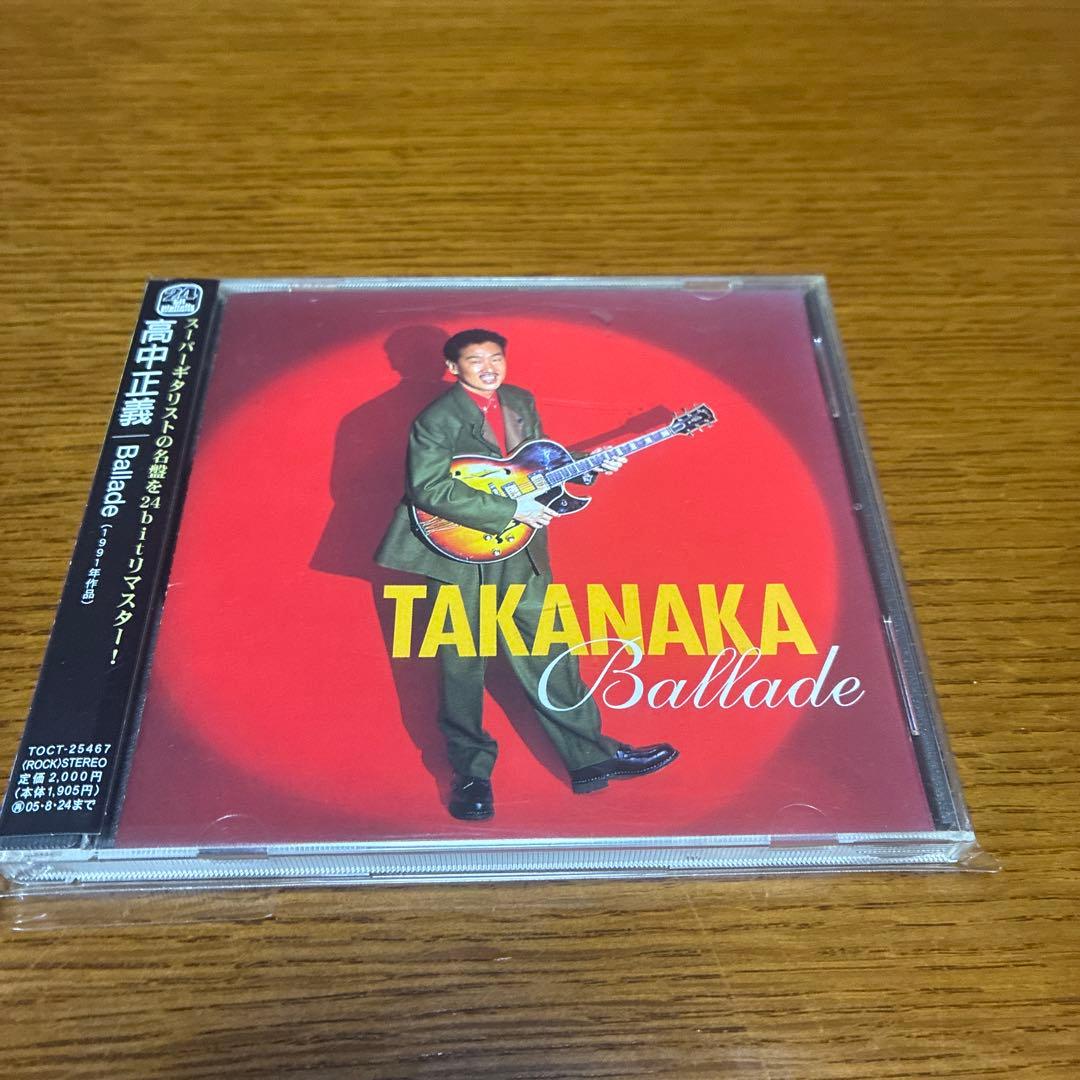 スーパーギタリストの名盤を24bitリマスター!
高中正義 | Ballade (1991年作品)
TOCT-25467
(ROCK)STEREO
定価 2,000円
(本体1,905円)
再05・8・24まで
TAKANAKA
Ballade